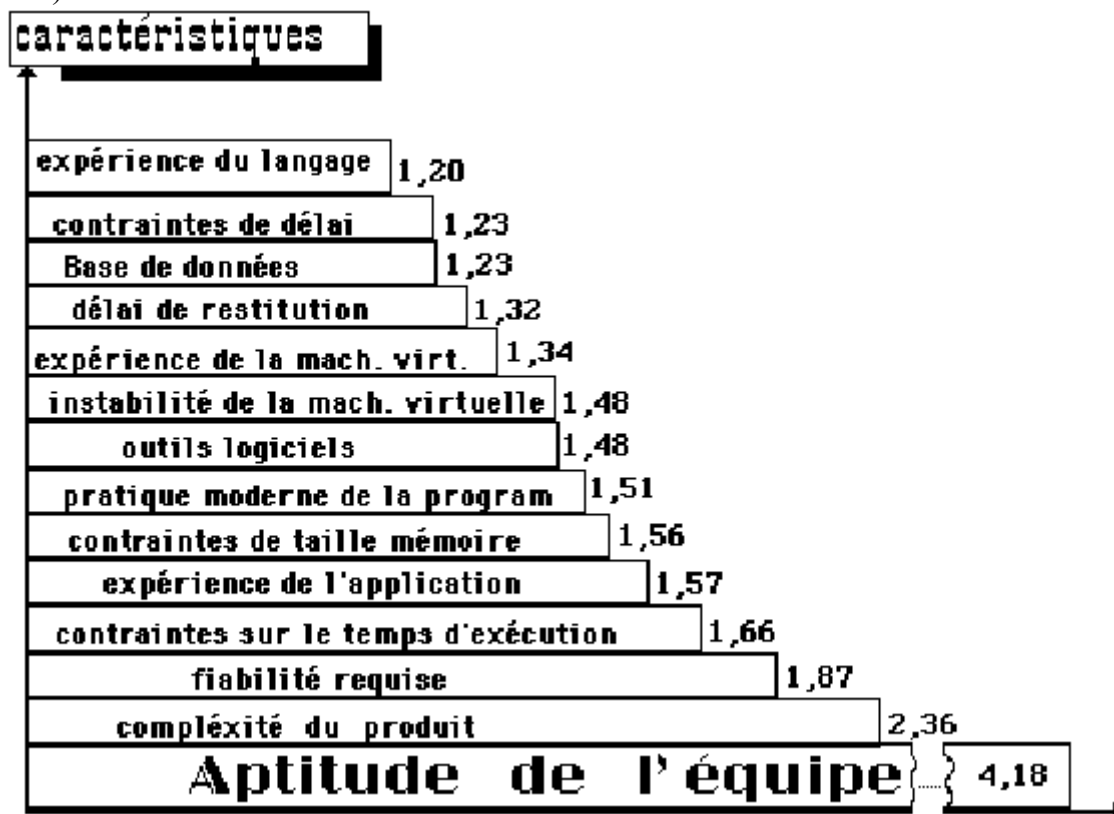 caractéristiques
expérience du langage 1,20
contraintes de délai 1,23
Base de données 1,23
délai de restitution 1,32
expérience de la mach. virt. 1,34
instabilité de la mach. virtuelle 1,48
outils logiciels 1,48
pratique moderne de la program 1,51
contraintes de taille mémoire 1,56
expérience de l'application 1,57
contraintes sur le temps d'exécution 1,66
fiabilité requise 1,87
compléxité du produit 2,36
Aptitude de l'équipe ..... 4,18